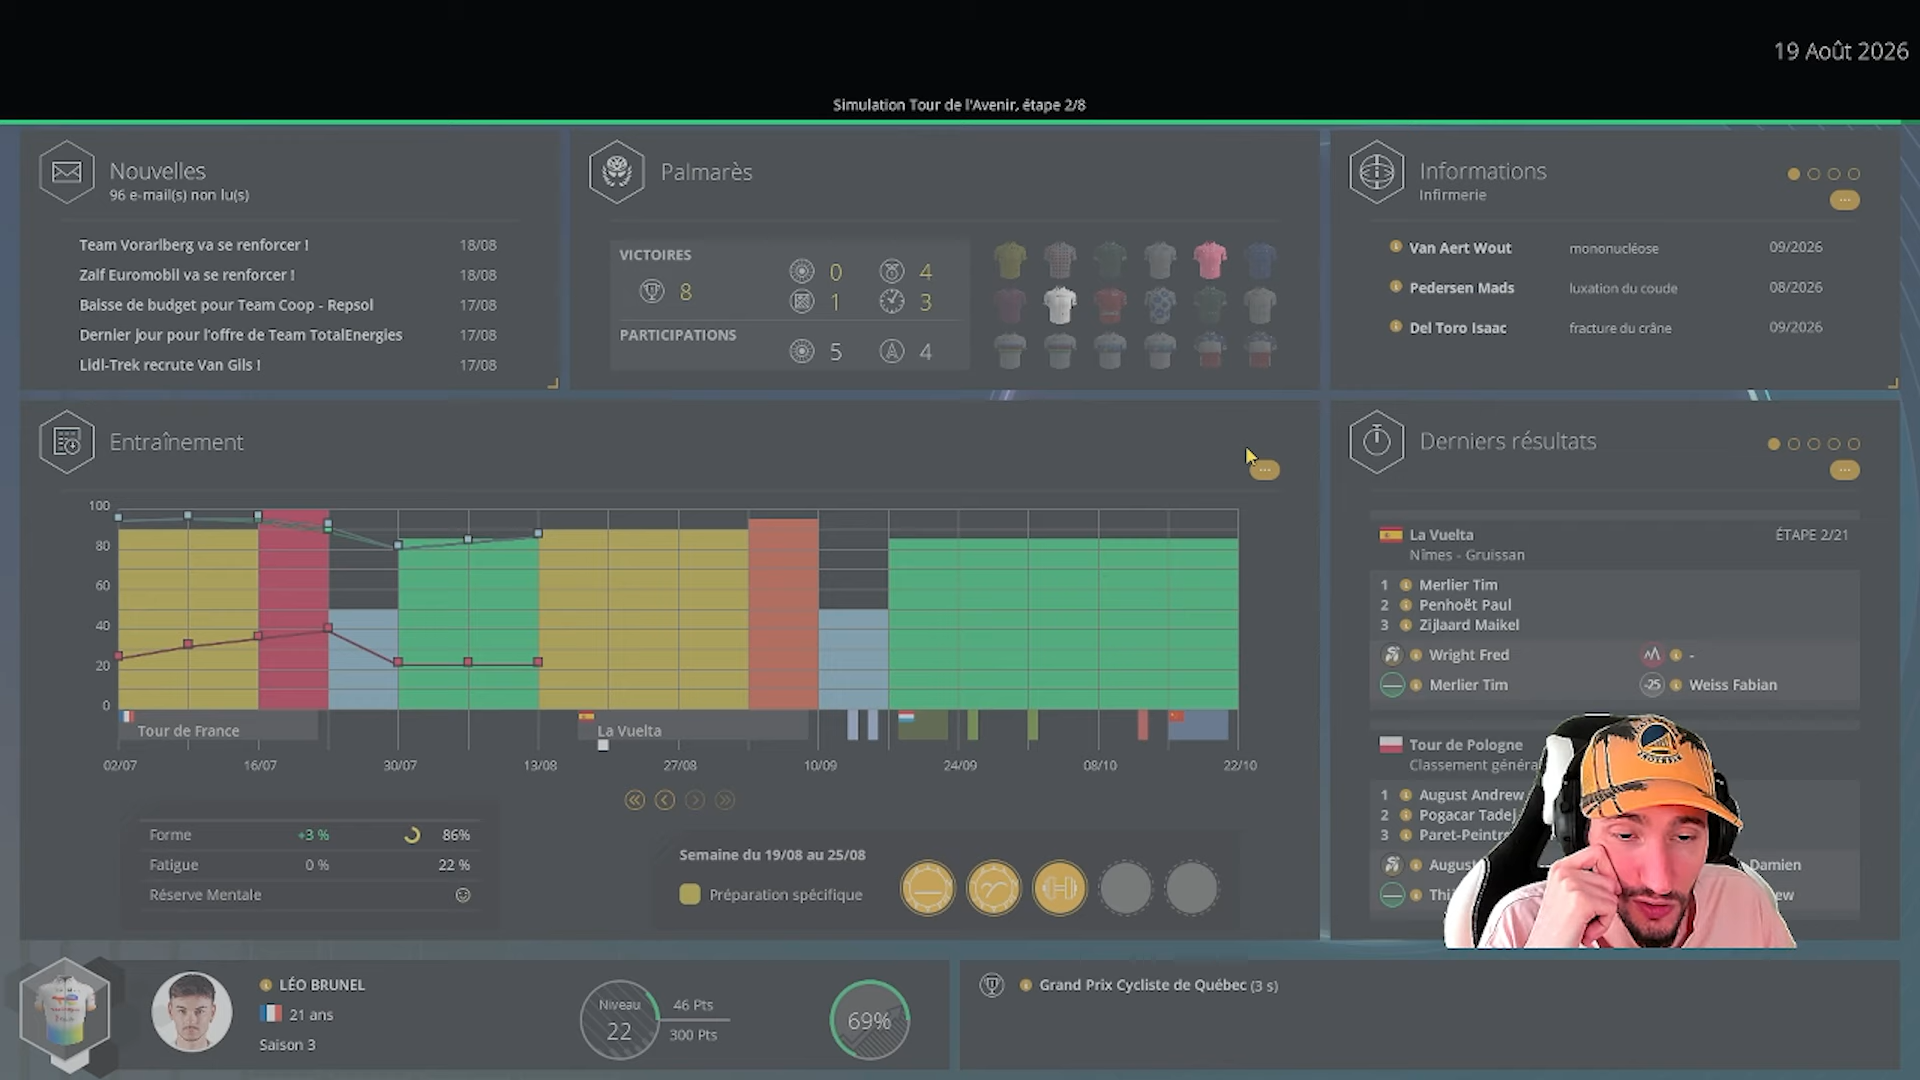 19 Août 2026
Simulation Tour de l'Avenir, étape 2/8
Nouvelles
96 e-mail(s) non lu(s)
Team Vorarlberg va se renforcer ! 18/08
Zalf Euromobil va se renforcer ! 18/08
Baisse de budget pour Team Coop - Repsol 17/08
Dernier jour pour l'offre de Team TotalEnergies 17/08
Lidl-Trek recrute Van Gils ! 17/08
Palmarès
VICTOIRES
8 0 4
1 3
PARTICIPATIONS
5 4
Informations
Infirmerie
...
Van Aert Wout mononucléose 09/2026
Pedersen Mads luxation du coude 08/2026
Del Toro Isaac fracture du crâne 09/2026
Entraînement
...
100
80
60
40
20
0
Tour de France La Vuelta
02/07 16/07 30/07 13/08 27/08 10/09 24/09 08/10 22/10
Forme +3 % 86%
Fatigue 0 % 22 %
Réserve Mentale
Semaine du 19/08 au 25/08
Préparation spécifique
Derniers résultats
...
La Vuelta ÉTAPE 2/21
Nîmes - Gruissan
1 Merlier Tim
2 Penhoët Paul
3 Zijlaard Maikel
Wright Fred -
Merlier Tim -25 Weiss Fabian
Tour de Pologne
Classement généra
1 August Andrew
2 Pogacar Tadej
3 Paret-Peintr
August Damien
Thi ew
LÉO BRUNEL
21 ans
Saison 3
Niveau
22
46 Pts
300 Pts
69%
Grand Prix Cycliste de Québec (3 s)